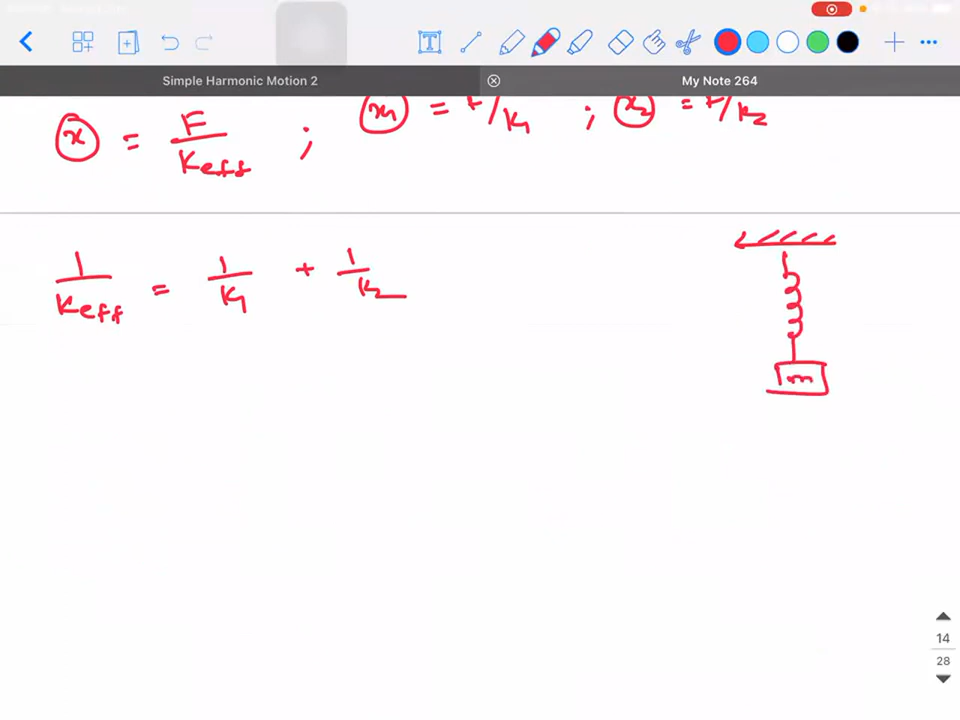 Simple Harmonic Motion 2
My Note 264
x = F/Keff ; x1 = F/K1 ; x2 = F/K2
1/Keff = 1/K1 + 1/K2
m
14
28